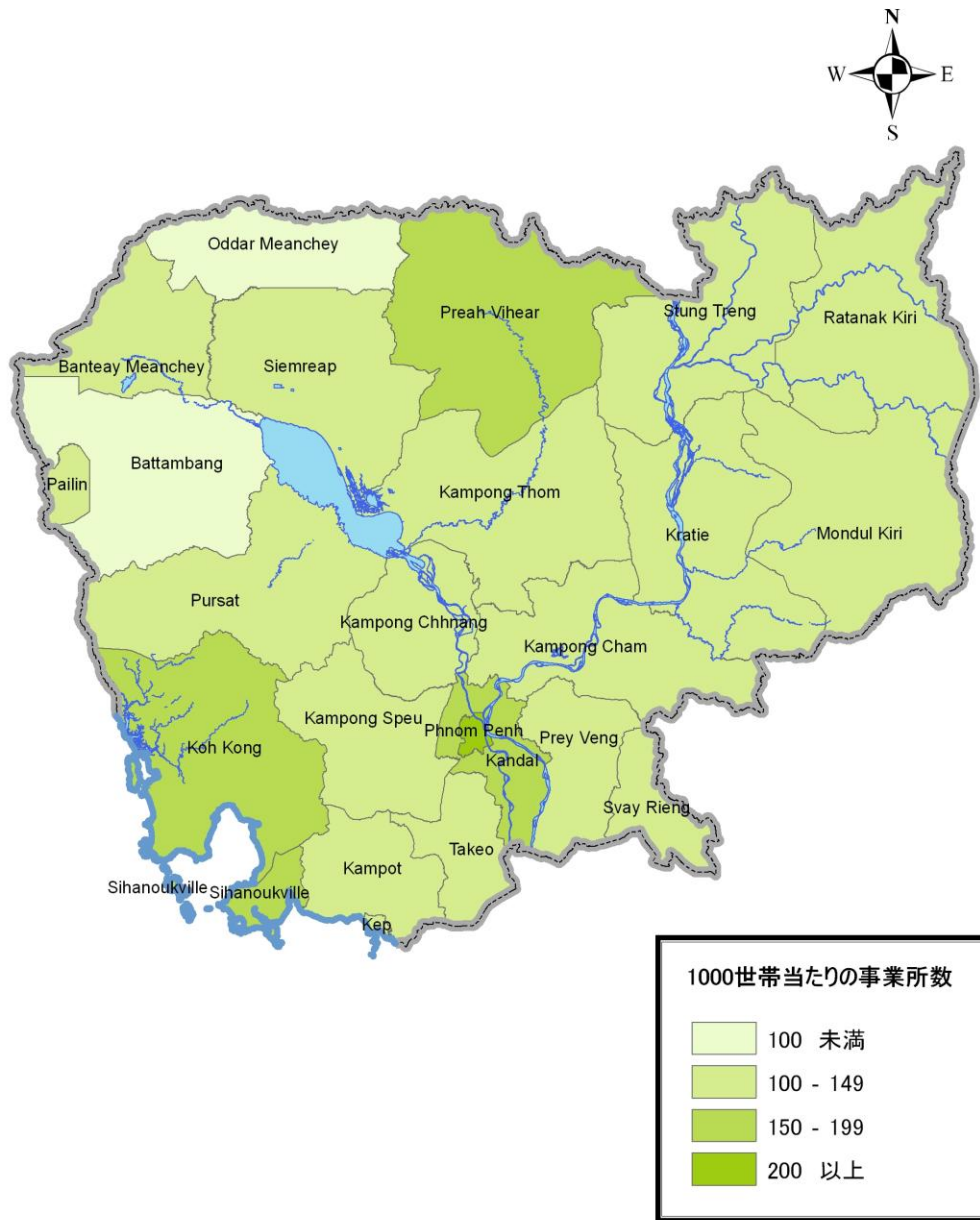 N
W E
S
Oddar Meanchey
Preah Vihear
Stung Treng
Ratanak Kiri
Banteay Meanchey
Siemreap
Battambang
Pailin
Kampong Thom
Kratie
Mondul Kiri
Pursat
Kampong Chhnang
Kampong Cham
Kampong Speu
Phnom Penh
Prey Veng
Koh Kong
Kandal
Svay Rieng
Takeo
Kampot
Sihanoukville
Sihanoukville
Kep
1000世帯当たりの事業所数
100 未満
100 - 149
150 - 199
200 以上